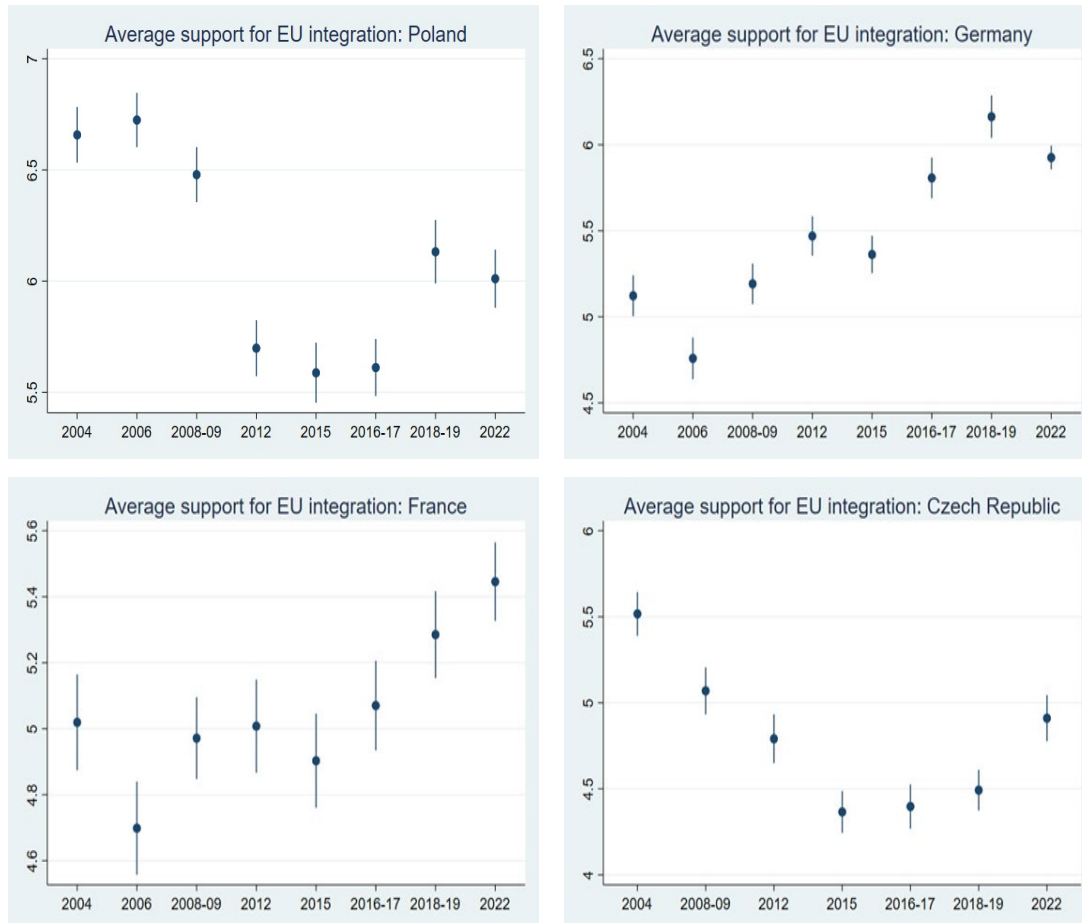 Average support for EU integration: Poland
7
6.5
6
5.5
2004 2006 2008-09 2012 2015 2016-17 2018-19 2022
Average support for EU integration: Germany
6.5
6
5.5
5
4.5
2004 2006 2008-09 2012 2015 2016-17 2018-19 2022
Average support for EU integration: France
5.6
5.4
5.2
5
4.8
4.6
2004 2006 2008-09 2012 2015 2016-17 2018-19 2022
Average support for EU integration: Czech Republic
6
5.5
5
4.5
4
2004 2008-09 2012 2015 2016-17 2018-19 2022